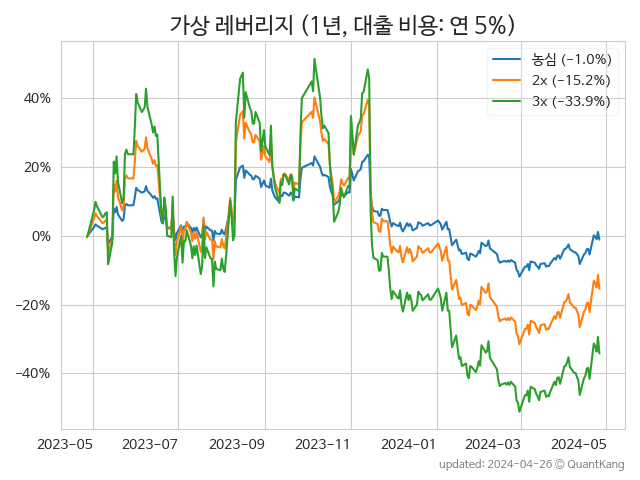 가상 레버리지 (1년, 대출 비용: 연 5%)
농심 (−1.0%)
2x (−15.2%)
3x (−33.9%)
40%
20%
0%
−20%
−40%
2023-05 2023-07 2023-09 2023-11 2024-01 2024-03 2024-05
updated: 2024-04-26 © QuantKang